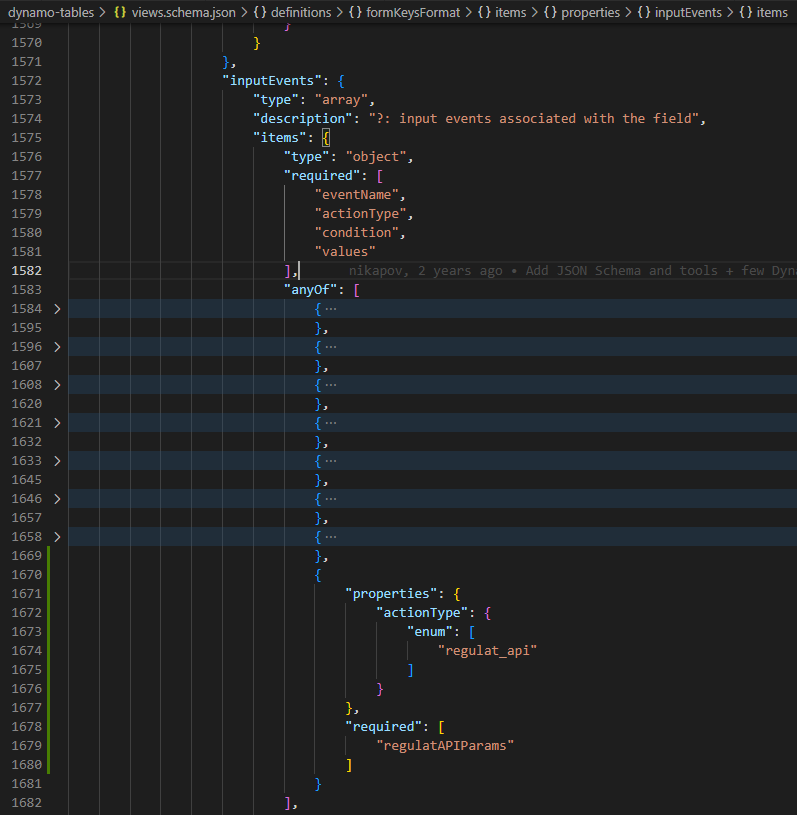 dynamo-tables > {} views.schema.json > {} definitions > {} formKeysFormat > {} items > {} properties > {} inputEvents > {} items
1569 }
1570 }
1571 },
1572 "inputEvents": {
1573 "type": "array",
1574 "description": "?: input events associated with the field",
1575 "items": {
1576 "type": "object",
1577 "required": [
1578 "eventName",
1579 "actionType",
1580 "condition",
1581 "values"
1582 ], nikapov, 2 years ago • Add JSON Schema and tools + few Dyna
1583 "anyOf": [
1584 > { ···
1595 },
1596 > { ···
1607 },
1608 > { ···
1620 },
1621 > { ···
1632 },
1633 > { ···
1645 },
1646 > { ···
1657 },
1658 > { ···
1669 },
1670 {
1671 "properties": {
1672 "actionType": {
1673 "enum": [
1674 "regulat_api"
1675 ]
1676 }
1677 },
1678 "required": [
1679 "regulatAPIParams"
1680 ]
1681 }
1682 ],